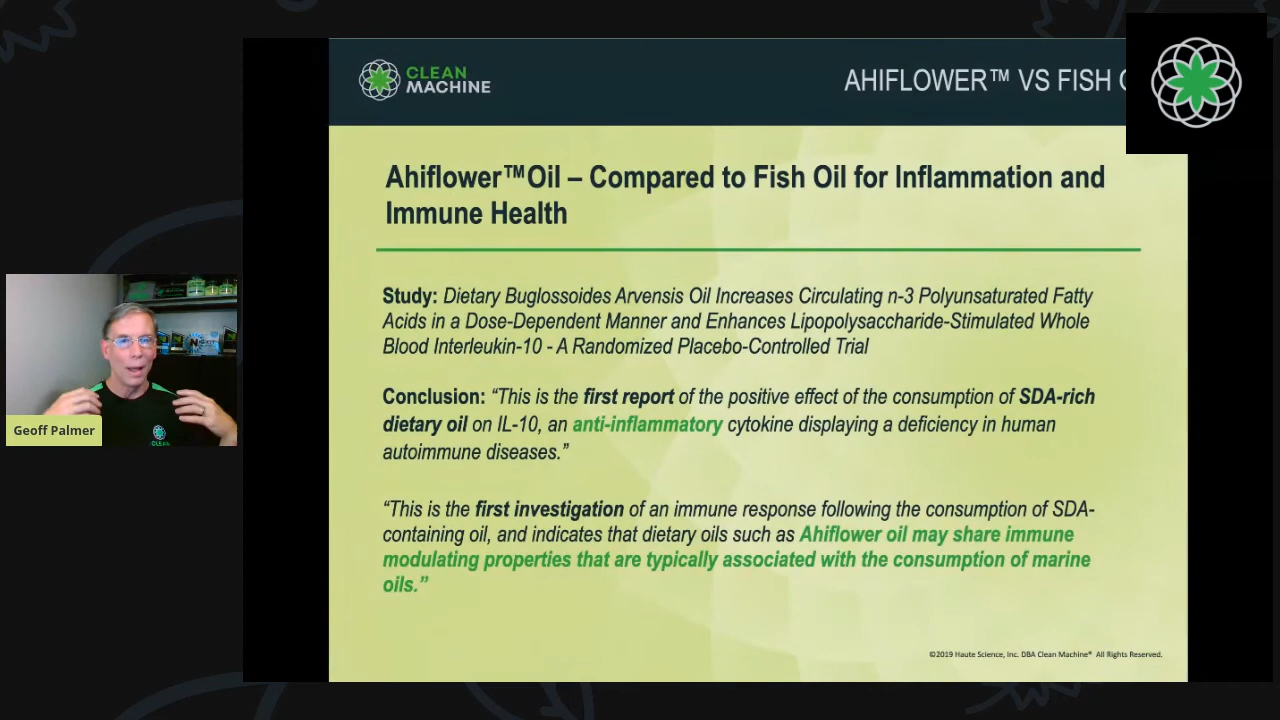 CLEAN
MACHINE
AHIFLOWER™ VS FISH
Ahiflower™Oil – Compared to Fish Oil for Inflammation and
Immune Health
Study: Dietary Buglossoides Arvensis Oil Increases Circulating n-3 Polyunsaturated Fatty
Acids in a Dose-Dependent Manner and Enhances Lipopolysaccharide-Stimulated Whole
Blood Interleukin-10 - A Randomized Placebo-Controlled Trial
Conclusion: “This is the first report of the positive effect of the consumption of SDA-rich
dietary oil on IL-10, an anti-inflammatory cytokine displaying a deficiency in human
autoimmune diseases.”
“This is the first investigation of an immune response following the consumption of SDA-
containing oil, and indicates that dietary oils such as Ahiflower oil may share immune
modulating properties that are typically associated with the consumption of marine
oils.”
©2019 Haute Science, Inc. DBA Clean Machine® All Rights Reserved.
Geoff Palmer